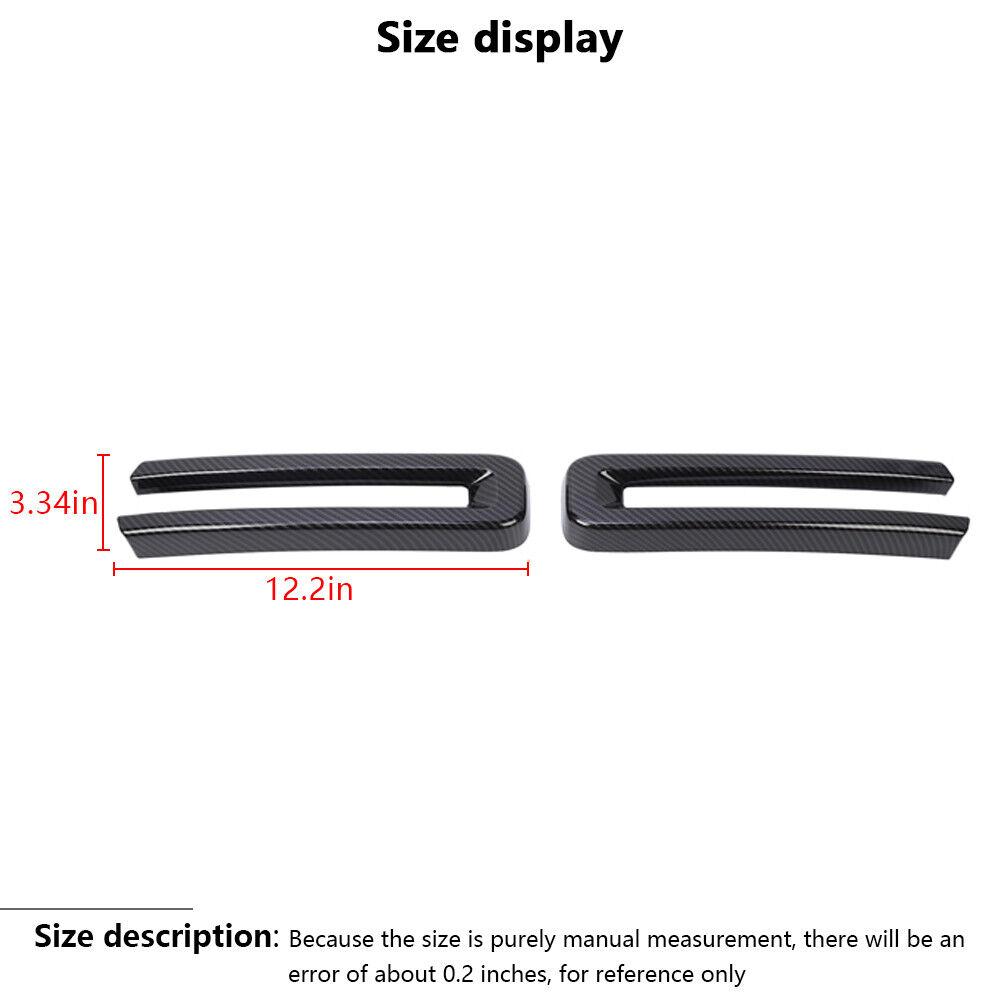 Size display
3.34in
12.2in
Size description: Because the size is purely manual measurement, there will be an
error of about 0.2 inches, for reference only